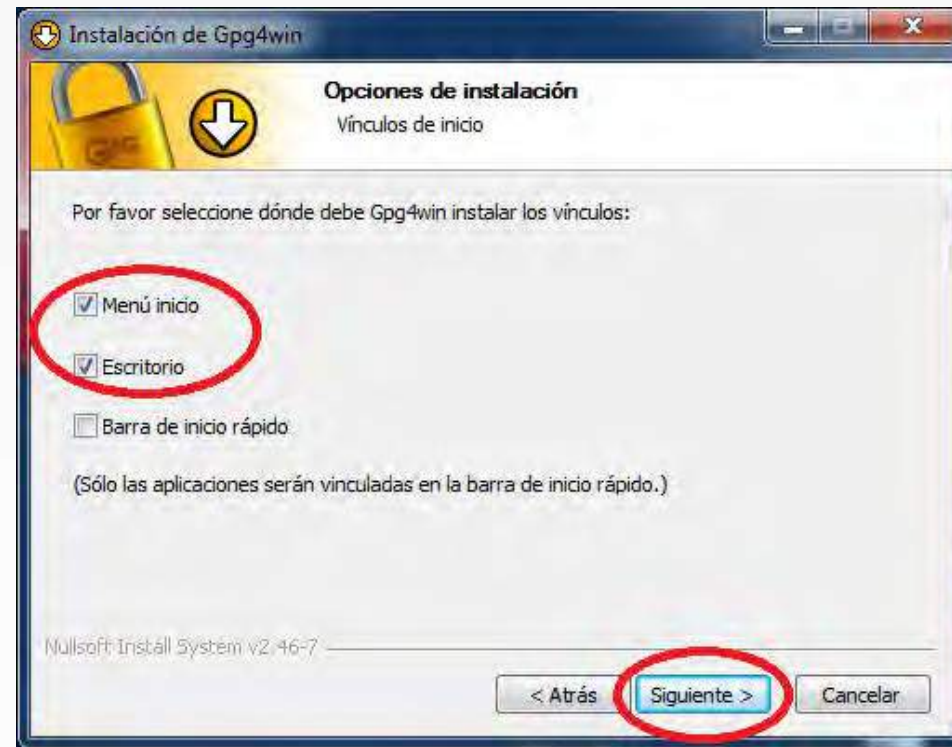 Instalación de Gpg4win
Opciones de instalación
Vínculos de inicio
Por favor seleccione dónde debe Gpg4win instalar los vínculos:
Menú inicio
Escritorio
Barra de inicio rápido
(Sólo las aplicaciones serán vinculadas en la barra de inicio rápido.)
Nullsoft Install System v2.46-7
< Atrás Siguiente > Cancelar